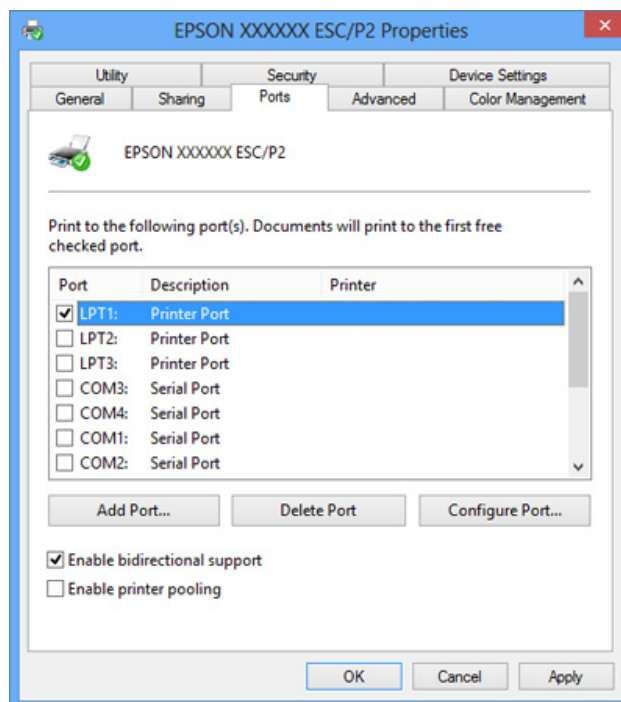 EPSON XXXXXX ESC/P2 Properties
Utility Security Device Settings
General Sharing Ports Advanced Color Management
EPSON XXXXXX ESC/P2
Print to the following port(s). Documents will print to the first free
checked port.
Port Description Printer
LPT1: Printer Port
LPT2: Printer Port
LPT3: Printer Port
COM3: Serial Port
COM4: Serial Port
COM1: Serial Port
COM2: Serial Port
Add Port... Delete Port Configure Port...
Enable bidirectional support
Enable printer pooling
OK Cancel Apply